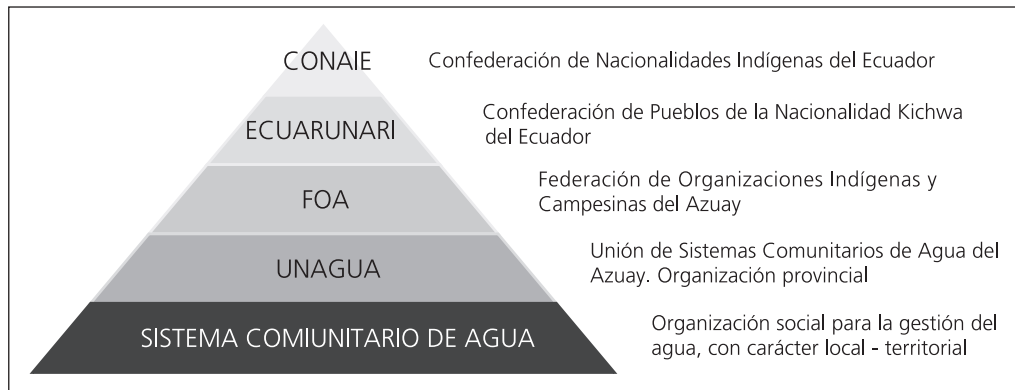 CONAIE
Confederación de Nacionalidades Indígenas del Ecuador
ECUARUNARI
Confederación de Pueblos de la Nacionalidad Kichwa
del Ecuador
FOA
Federación de Organizaciones Indígenas y
Campesinas del Azuay
UNAGUA
Unión de Sistemas Comunitarios de Agua del
Azuay. Organización provincial
SISTEMA COMIUNITARIO DE AGUA
Organización social para la gestión del
agua, con carácter local - territorial